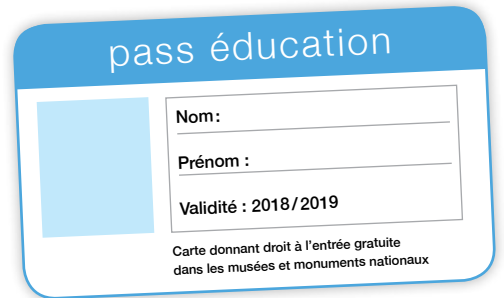 pass éducation
Nom :
Prénom :
Validité : 2018/2019
Carte donnant droit à l'entrée gratuite
dans les musées et monuments nationaux